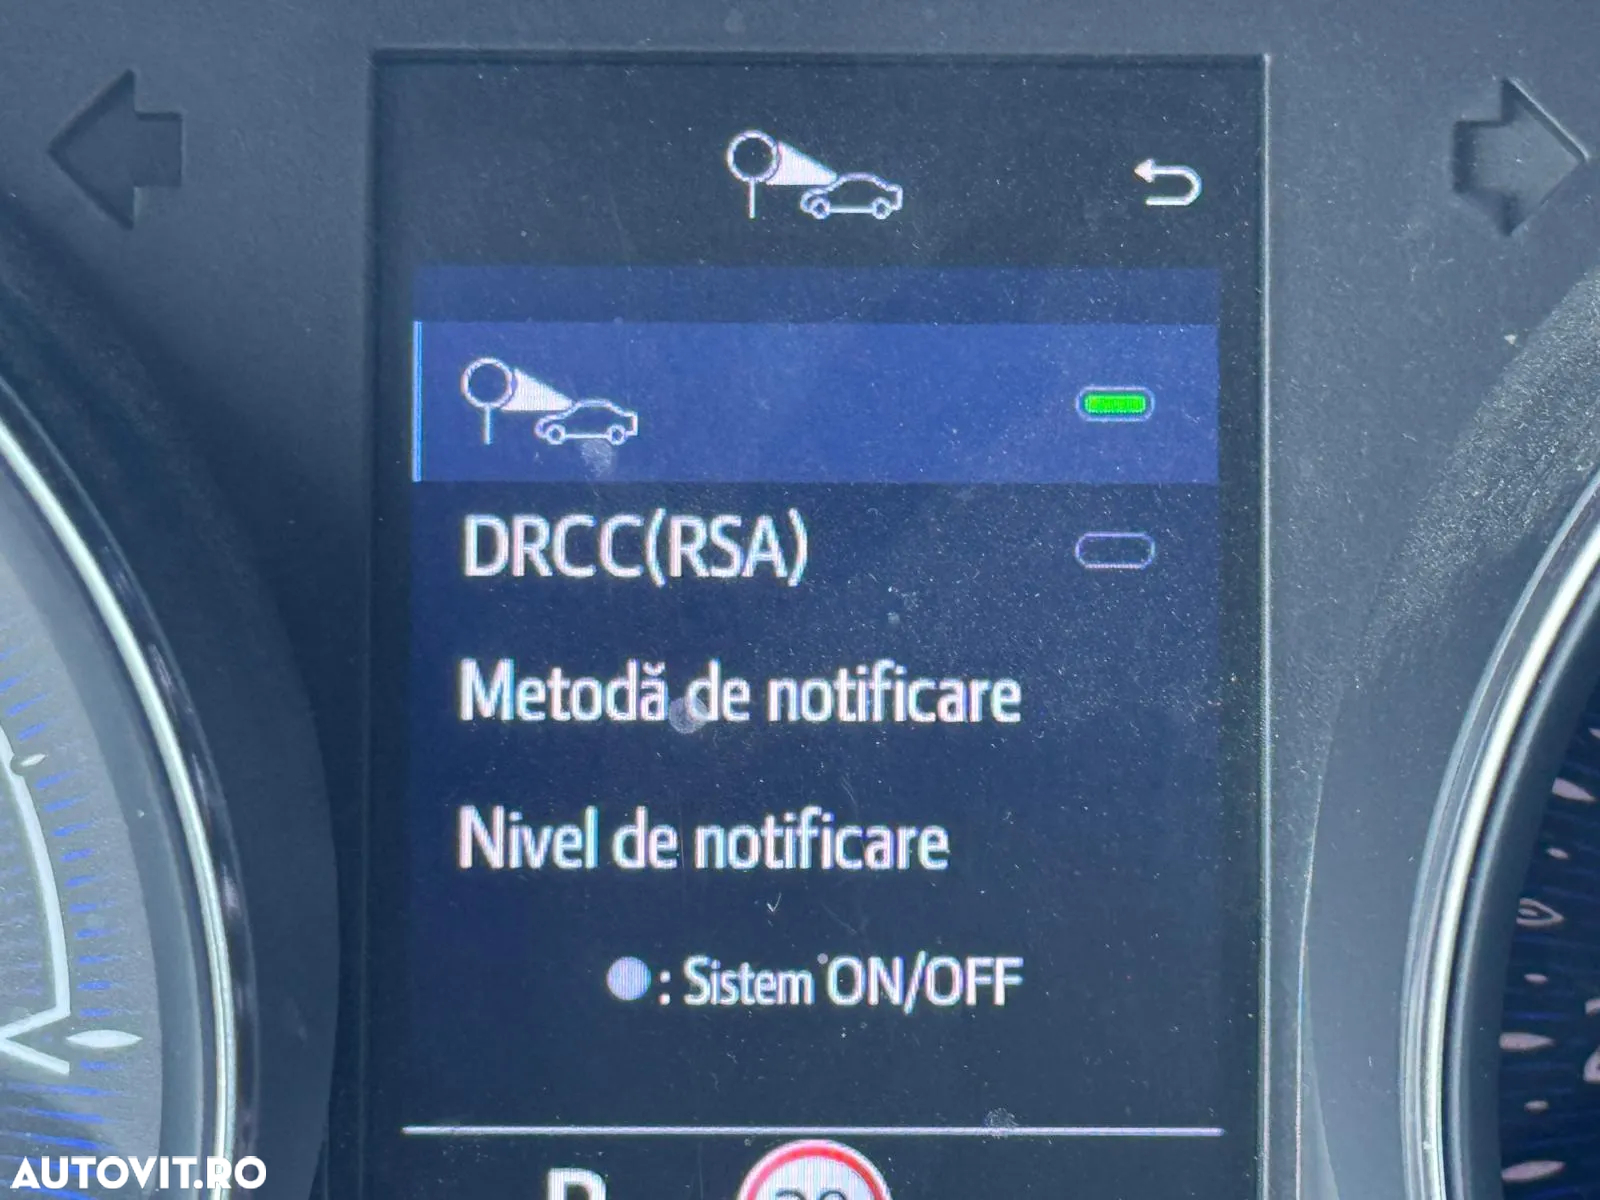 DRCC(RSA)
Metodă de notificare
Nivel de notificare
: Sistem ON/OFF
AUTOVIT.RO